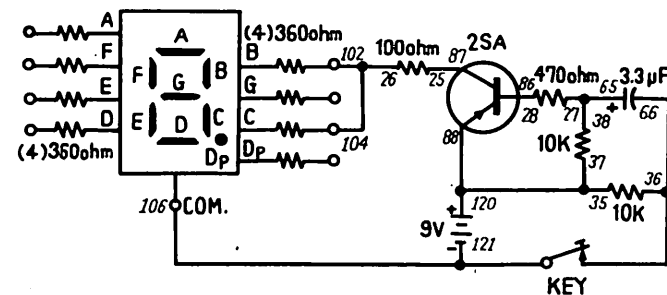 A
F
E
D
(4)360ohm
A
F
B
G
E
C
D
Dp
(4)360ohm
B
G
C
Dp
102
104
106
COM.
100ohm
26
25
87
2SA
86
88
470ohm
28
27
65
3.3µF
38
66
10K
37
35
36
10K
120
+
9V
-
121
KEY